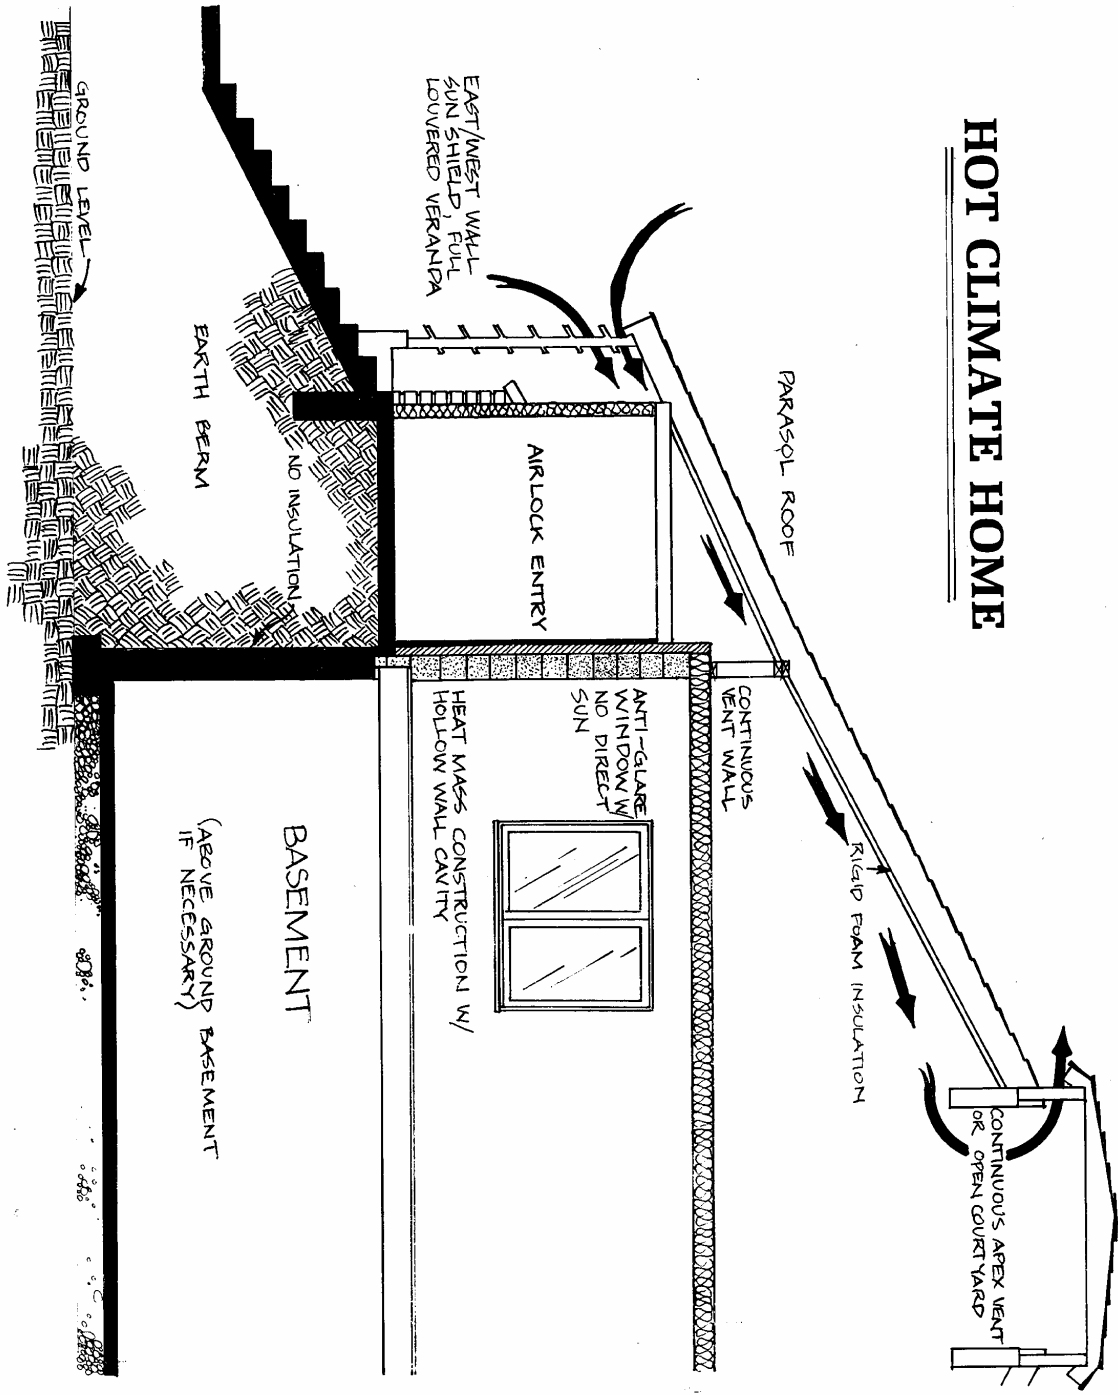 HOT CLIMATE HOME
PARASOL ROOF
EAST/WEST WALL
SUN SHIELD, FULL
LOUVERED VERANDA
CONTINUOUS APEX VENT
OR OPEN COURTYARD
RIGID FOAM INSULATION
CONTINUOUS
VENT WALL
AIRLOCK ENTRY
ANTI-GLARE
WINDOW W/
NO DIRECT
SUN
HEAT MASS CONSTRUCTION W/
HOLLOW WALL CAVITY
NO INSULATION
EARTH BERM
GROUND LEVEL
BASEMENT
(ABOVE GROUND BASEMENT
IF NECESSARY)